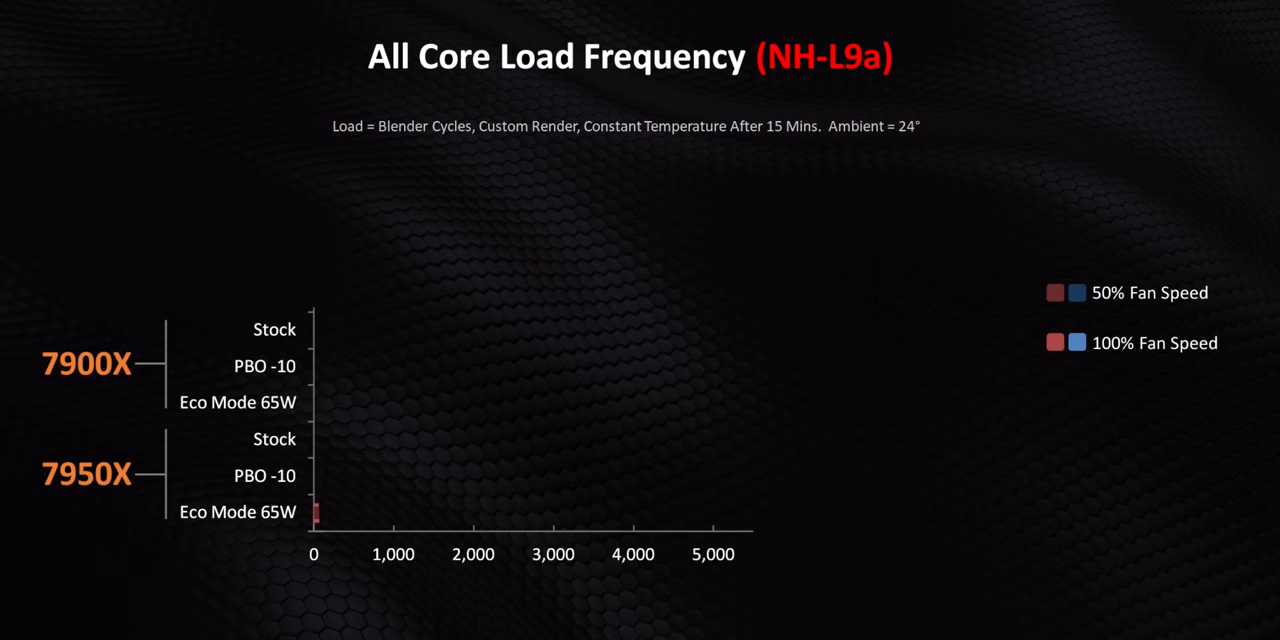 All Core Load Frequency (NH-L9a)
Load = Blender Cycles, Custom Render, Constant Temperature After 15 Mins. Ambient = 24°
50% Fan Speed
100% Fan Speed
7900X
Stock
PBO -10
Eco Mode 65W
7950X
Stock
PBO -10
Eco Mode 65W
0 1,000 2,000 3,000 4,000 5,000